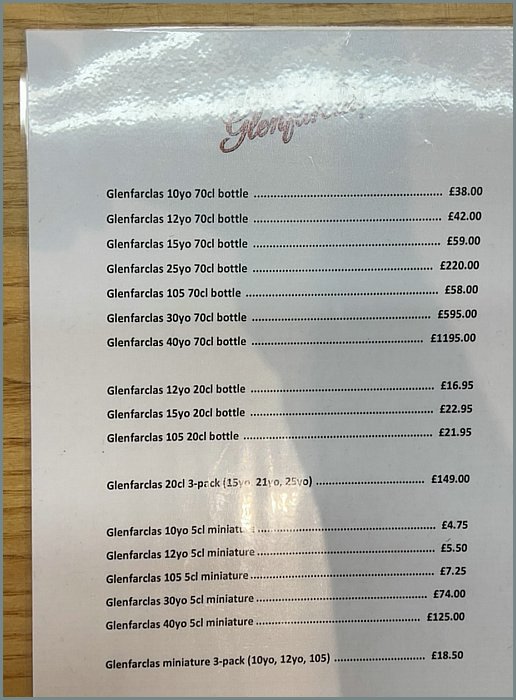 Glenfarclas
Glenfarclas 10yo 70cl bottle ................................................ £38.00
Glenfarclas 12yo 70cl bottle ................................................ £42.00
Glenfarclas 15yo 70cl bottle ................................................ £59.00
Glenfarclas 25yo 70cl bottle ............................................... £220.00
Glenfarclas 105 70cl bottle ................................................. £58.00
Glenfarclas 30yo 70cl bottle ............................................... £595.00
Glenfarclas 40yo 70cl bottle ............................................. £1195.00
Glenfarclas 12yo 20cl bottle ................................................ £16.95
Glenfarclas 15yo 20cl bottle ................................................ £22.95
Glenfarclas 105 20cl bottle ................................................. £21.95
Glenfarclas 20cl 3-pack (15yo, 21yo, 25yo) ............................ £149.00
Glenfarclas 10yo 5cl miniature .............................................. £4.75
Glenfarclas 12yo 5cl miniature .............................................. £5.50
Glenfarclas 105 5cl miniature ................................................ £7.25
Glenfarclas 30yo 5cl miniature ............................................ £74.00
Glenfarclas 40yo 5cl miniature .......................................... £125.00
Glenfarclas miniature 3-pack (10yo, 12yo, 105) ........................ £18.50